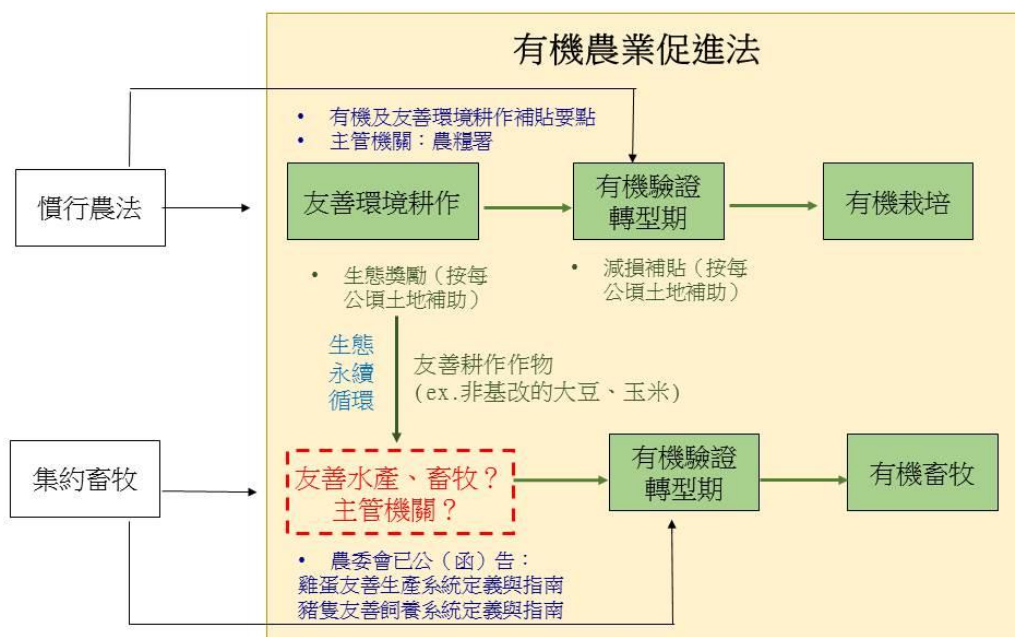 有機農業促進法
• 有機及友善環境耕作補貼要點
• 主管機關：農糧署
慣行農法
友善環境耕作
有機驗證
轉型期
有機栽培
• 生態獎勵（按每
公頃土地補助）
• 減損補貼（按每
公頃土地補助）
生態
永續
循環
友善耕作作物
(ex.非基改的大豆、玉米)
集約畜牧
友善水產、畜牧？
主管機關？
有機驗證
轉型期
有機畜牧
• 農委會已公（函）告：
雞蛋友善生產系統定義與指南
豬隻友善飼養系統定義與指南